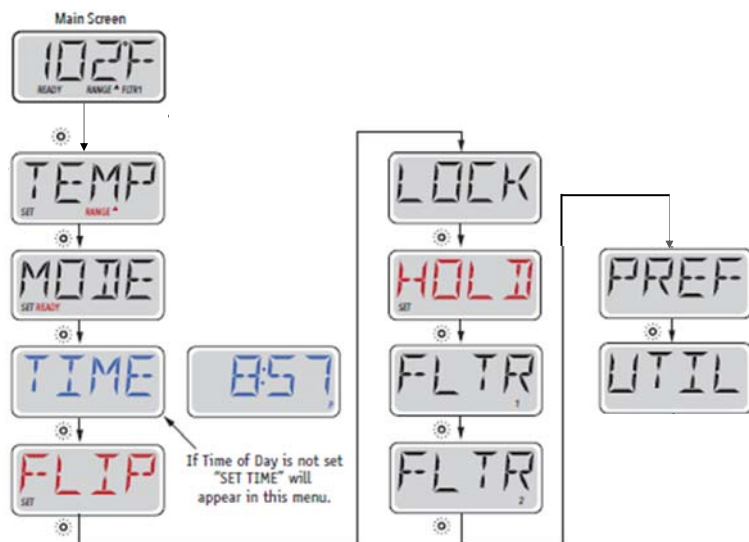 Main Screen
102°F
READY RANGE FLTR1
TEMP
SET RANGE
MODE
SET READY
TIME
8:57
P
If Time of Day is not set
"SET TIME" will
appear in this menu.
FLIP
SET
LOCK
HOLD
SET
FLTR
1
FLTR
2
PREF
UTIL